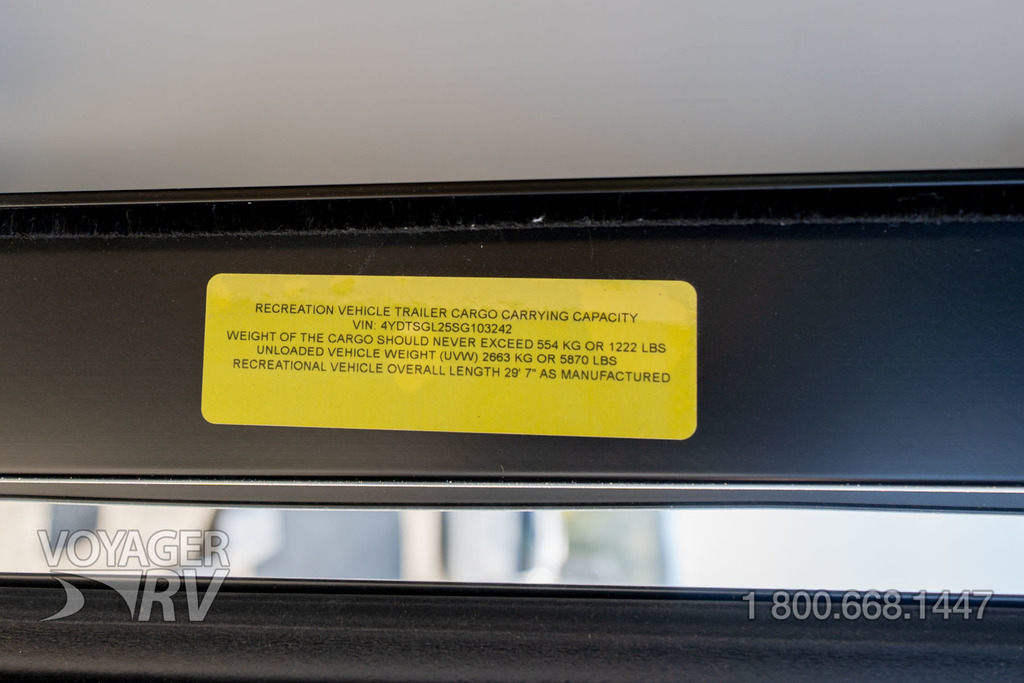 RECREATION VEHICLE TRAILER CARGO CARRYING CAPACITY
VIN: 4YDTSGL25SG103242
WEIGHT OF THE CARGO SHOULD NEVER EXCEED 554 KG OR 1222 LBS
UNLOADED VEHICLE WEIGHT (UVW) 2663 KG OR 5870 LBS
RECREATIONAL VEHICLE OVERALL LENGTH 29' 7" AS MANUFACTURED
VOYAGER
RV
1 800.668.1447